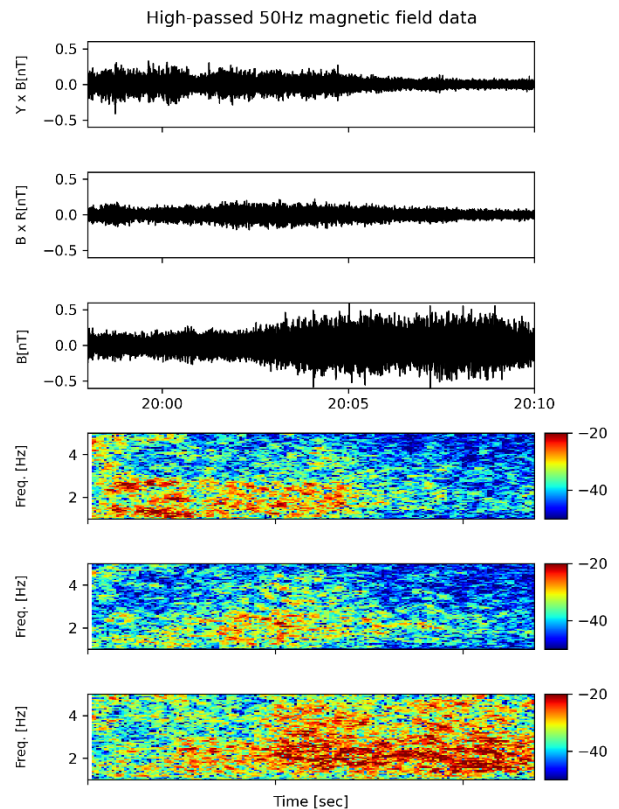 High-passed 50Hz magnetic field data
0.5
0.0
−0.5
Y x B[nT]
0.5
0.0
−0.5
B x R[nT]
0.5
0.0
−0.5
B[nT]
20:00 20:05 20:10
4
2
Freq. [Hz]
−20
−40
4
2
Freq. [Hz]
−20
−40
4
2
Freq. [Hz]
−20
−40
Time [sec]